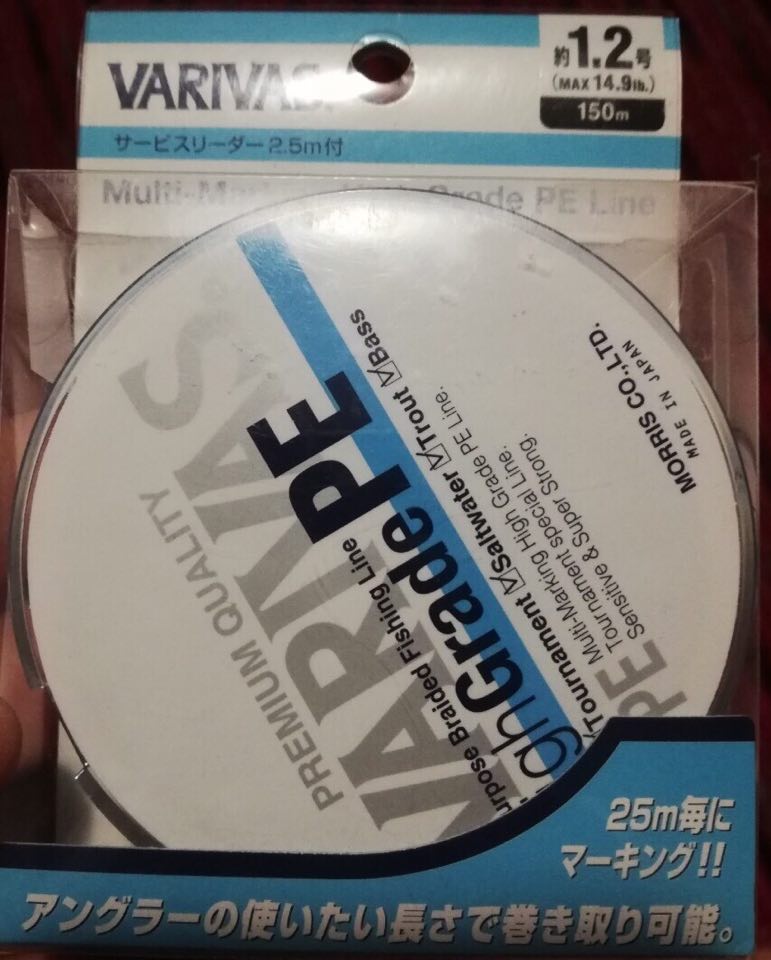 VARIVAS
約1.2号
(MAX 14.9lb.)
150m
サービスリーダー2.5m付
Grade PE Line
PREMIUM QUALITY
VARIVAS
PE
PE
Purpose Braided Fishing Line
Grade PE
Tournament Saltwater Trout Bass
Multi-Marking High Grade PE Line.
Tournament special Line.
Sensitive & Super Strong.
MORRIS CO.,LTD.
MADE IN JAPAN
25m毎に
マーキング!!
アングラーの使いたい長さで巻き取り可能。